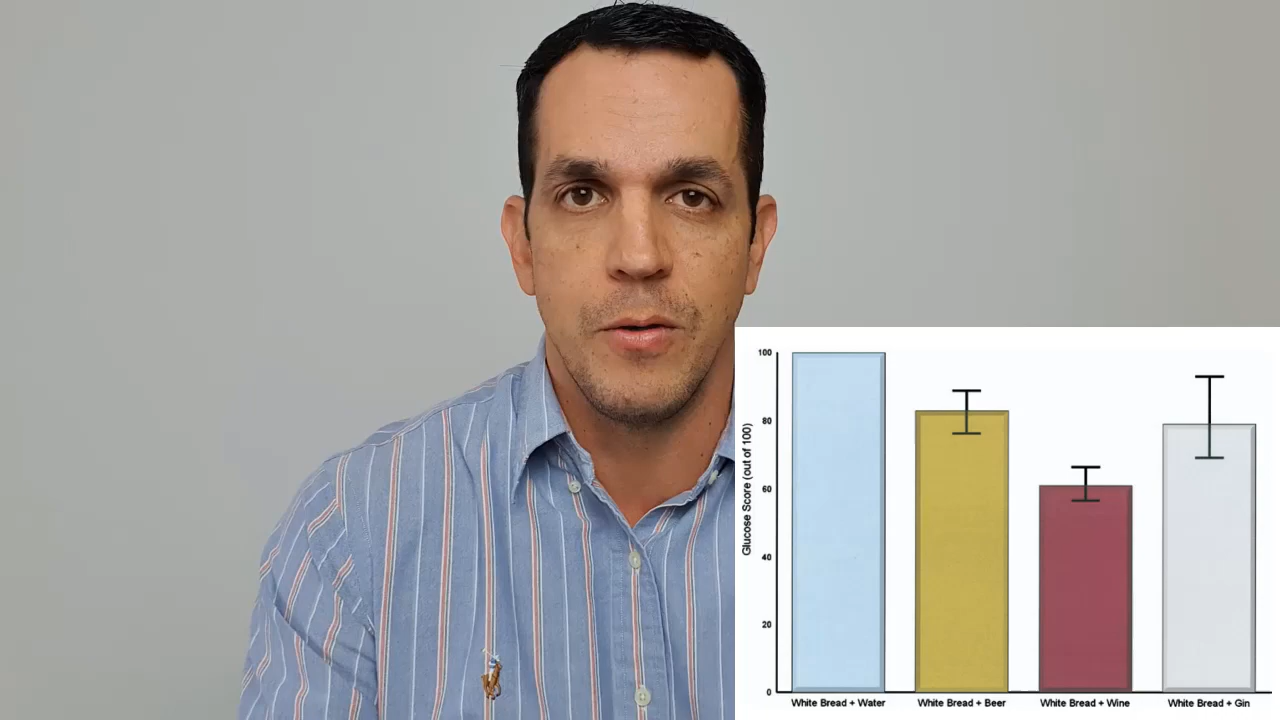 100
80
60
40
20
0
Glucose Score (out of 100)
White Bread + Water
White Bread + Beer
White Bread + Wine
White Bread + Gin